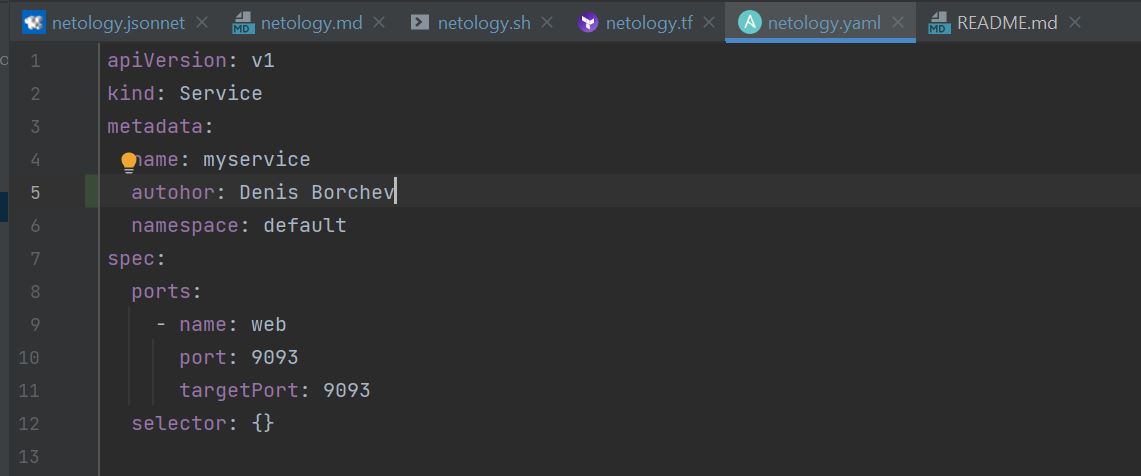 netology.jsonnet netology.md netology.sh netology.tf netology.yaml README.md
1 apiVersion: v1
2 kind: Service
3 metadata:
4 name: myservice
5 autohor: Denis Borchev
6 namespace: default
7 spec:
8 ports:
9 - name: web
10 port: 9093
11 targetPort: 9093
12 selector: {}
13